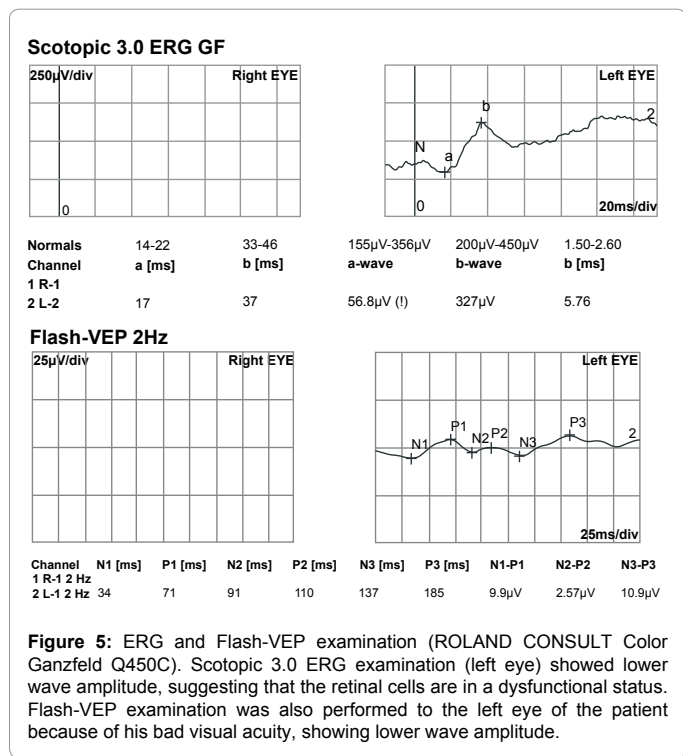 Scotopic 3.0 ERG GF
250µV/div Right EYE
0
Left EYE
N a b 2
0 20ms/div
Normals 14-22 33-46 155µV-356µV 200µV-450µV 1.50-2.60
Channel a [ms] b [ms] a-wave b-wave b [ms]
1 R-1
2 L-2 17 37 56.8µV (!) 327µV 5.76
Flash-VEP 2Hz
25µV/div Right EYE
Left EYE
N1 P1 N2 P2 N3 P3 2
25ms/div
Channel N1 [ms] P1 [ms] N2 [ms] P2 [ms] N3 [ms] P3 [ms] N1-P1 N2-P2 N3-P3
1 R-1 2 Hz
2 L-1 2 Hz 34 71 91 110 137 185 9.9µV 2.57µV 10.9µV
Figure 5: ERG and Flash-VEP examination (ROLAND CONSULT Color
Ganzfeld Q450C). Scotopic 3.0 ERG examination (left eye) showed lower
wave amplitude, suggesting that the retinal cells are in a dysfunctional status.
Flash-VEP examination was also performed to the left eye of the patient
because of his bad visual acuity, showing lower wave amplitude.